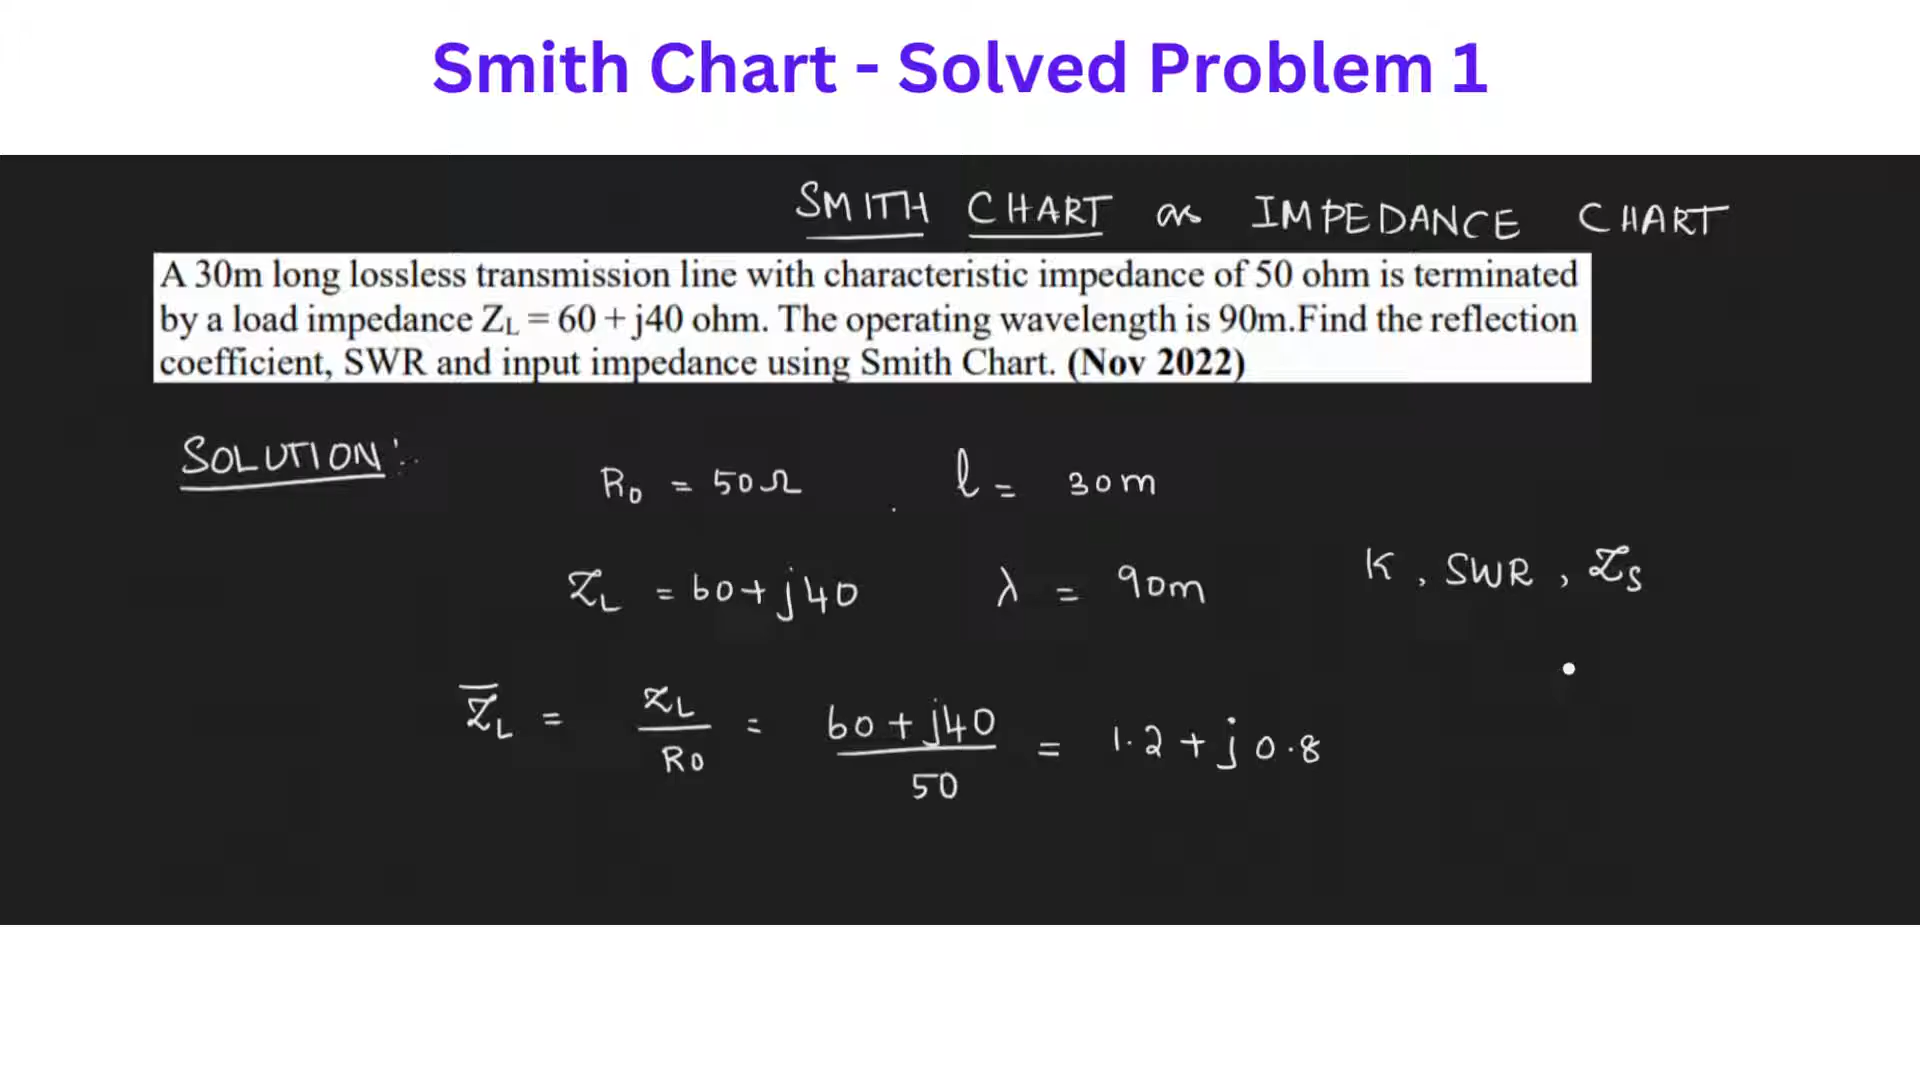 Smith Chart - Solved Problem 1
SMITH CHART as IMPEDANCE CHART
A 30m long lossless transmission line with characteristic impedance of 50 ohm is terminated
by a load impedance ZL = 60 + j40 ohm. The operating wavelength is 90m.Find the reflection
coefficient, SWR and input impedance using Smith Chart. (Nov 2022)
SOLUTION:-
R0 = 50Ω l = 30m
ZL = 60+j40 λ = 90m K, SWR, ZS
Z̅L = ZL/R0 = 60+j40/50 = 1.2+j0.8